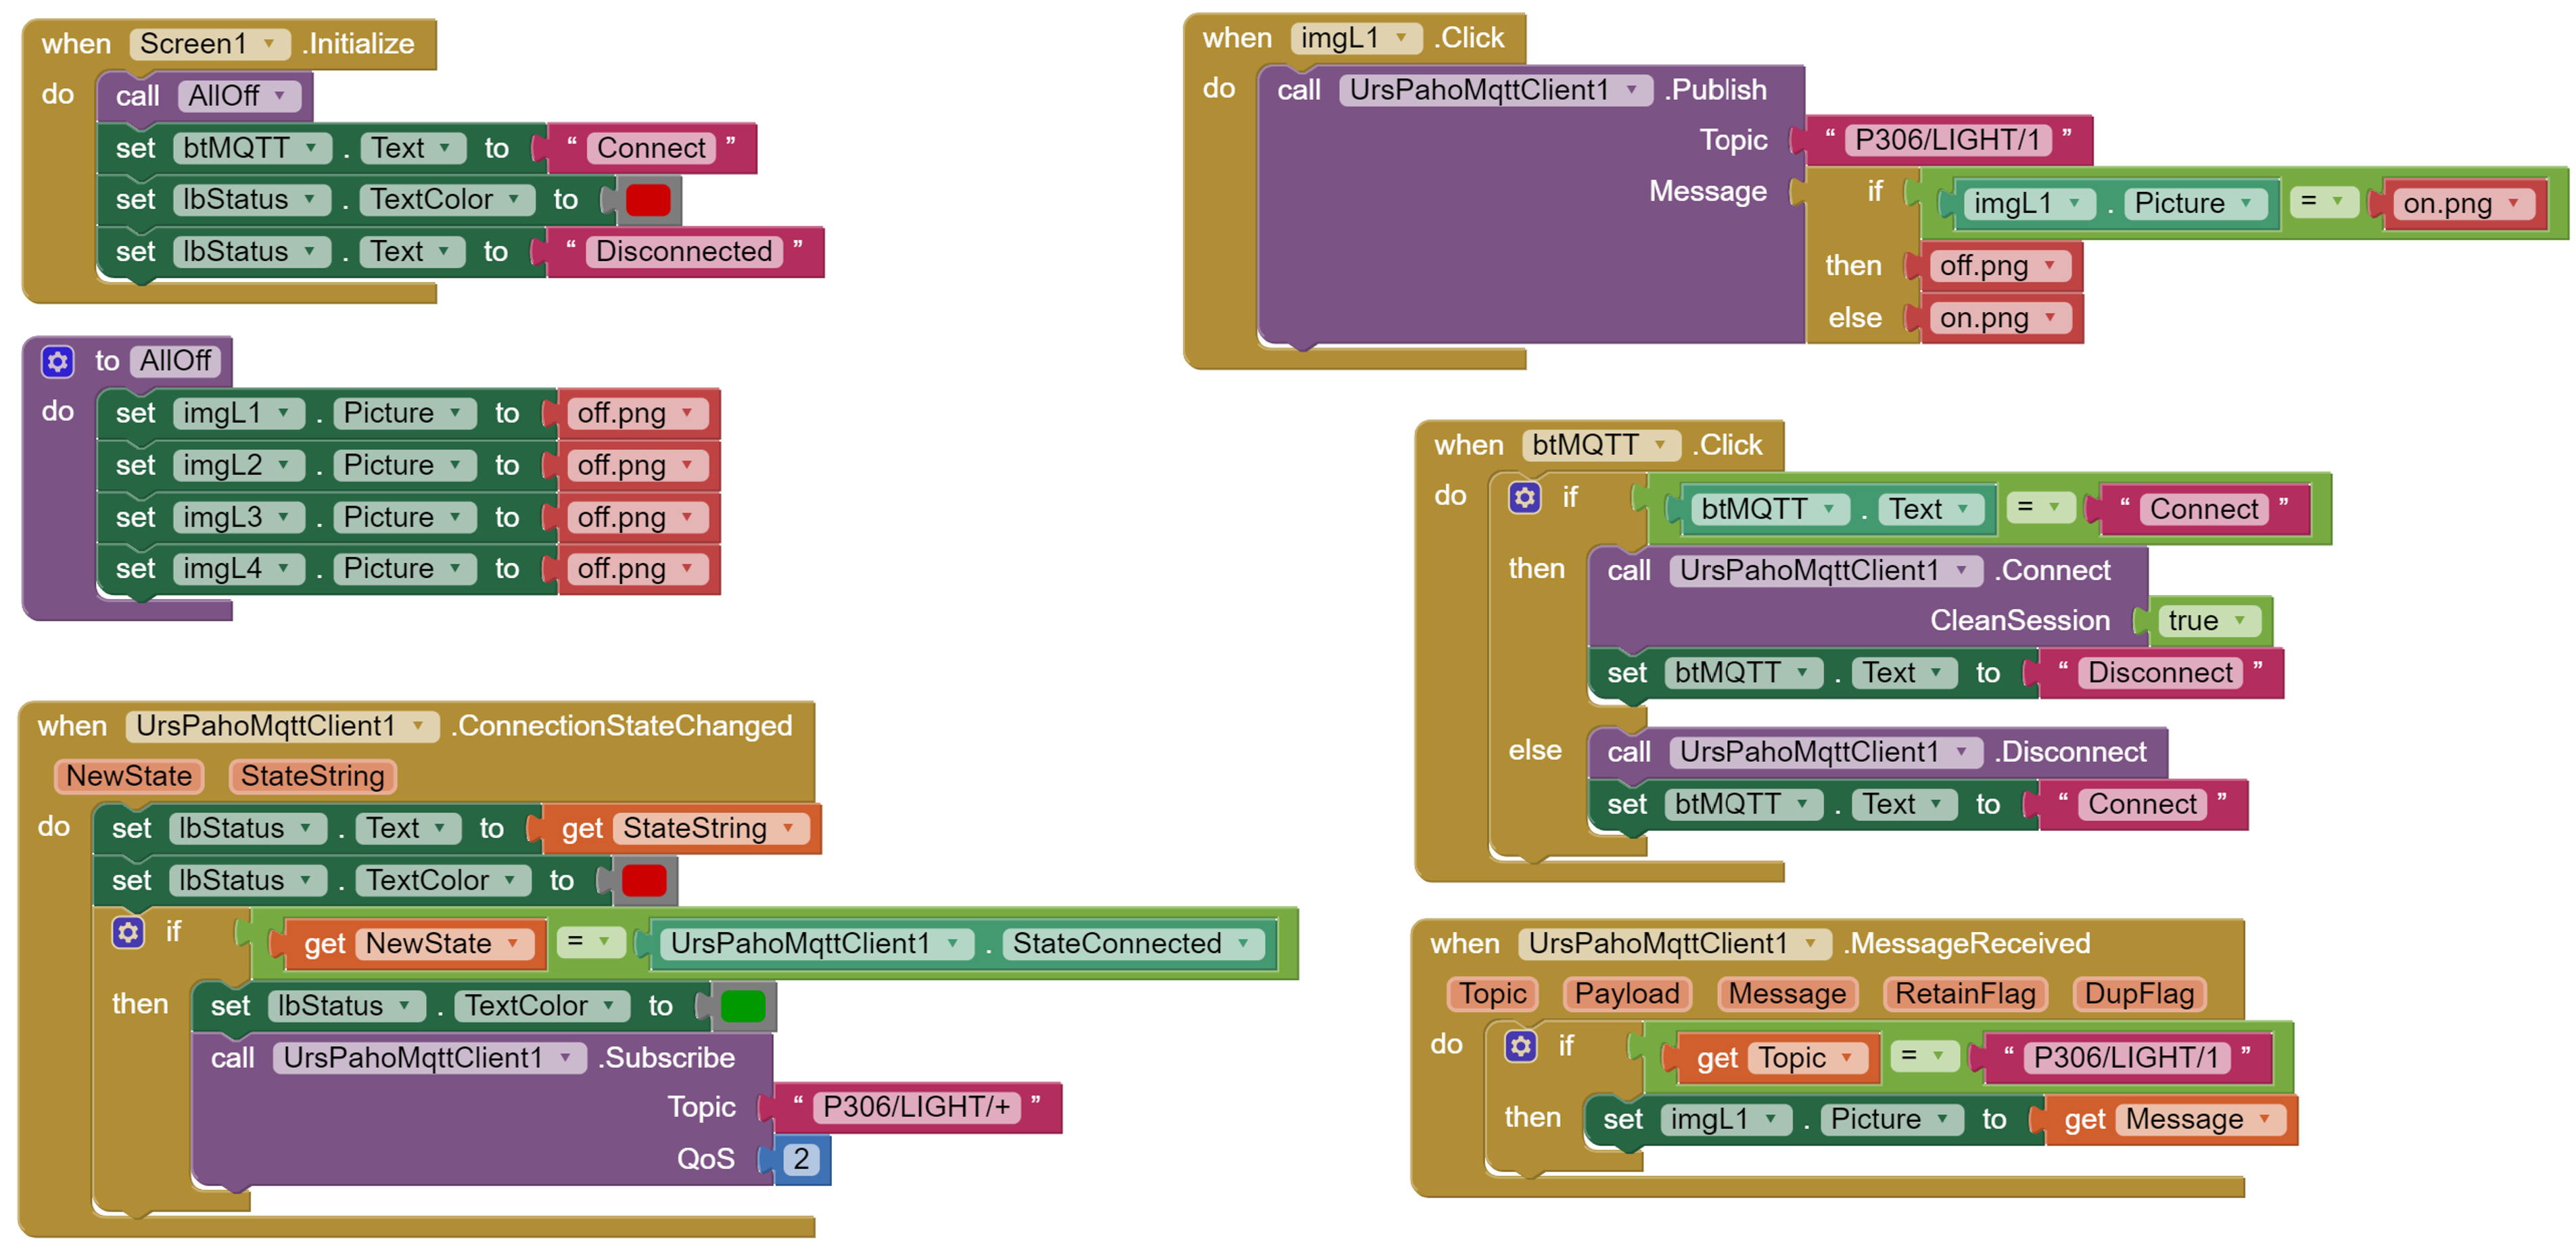 when Screen1 .Initialize
do call AllOff
set btMQTT . Text to “ Connect ”
set lbStatus . TextColor to
set lbStatus . Text to “ Disconnected ”
to AllOff
do set imgL1 . Picture to off.png
set imgL2 . Picture to off.png
set imgL3 . Picture to off.png
set imgL4 . Picture to off.png
when UrsPahoMqttClient1 .ConnectionStateChanged
NewState StateString
do set lbStatus . Text to get StateString
set lbStatus . TextColor to
if get NewState = UrsPahoMqttClient1 . StateConnected
then set lbStatus . TextColor to
call UrsPahoMqttClient1 .Subscribe
Topic “ P306/LIGHT/+ ”
QoS 2
when imgL1 .Click
do call UrsPahoMqttClient1 .Publish
Topic “ P306/LIGHT/1 ”
Message if imgL1 . Picture = on.png
then off.png
else on.png
when btMQTT .Click
do if btMQTT . Text = “ Connect ”
then call UrsPahoMqttClient1 .Connect
CleanSession true
set btMQTT . Text to “ Disconnect ”
else call UrsPahoMqttClient1 .Disconnect
set btMQTT . Text to “ Connect ”
when UrsPahoMqttClient1 .MessageReceived
Topic Payload Message RetainFlag DupFlag
do if get Topic = “ P306/LIGHT/1 ”
then set imgL1 . Picture to get Message